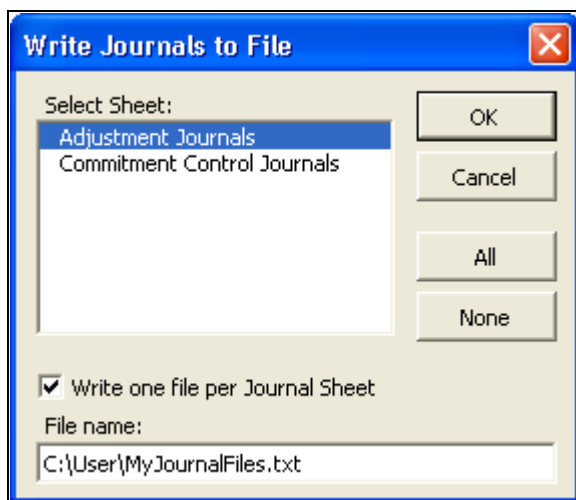 Write Journals to File
Select Sheet:
Adjustment Journals
Commitment Control Journals
OK
Cancel
All
None
Write one file per Journal Sheet
File name:
C:\User\MyJournalFiles.txt